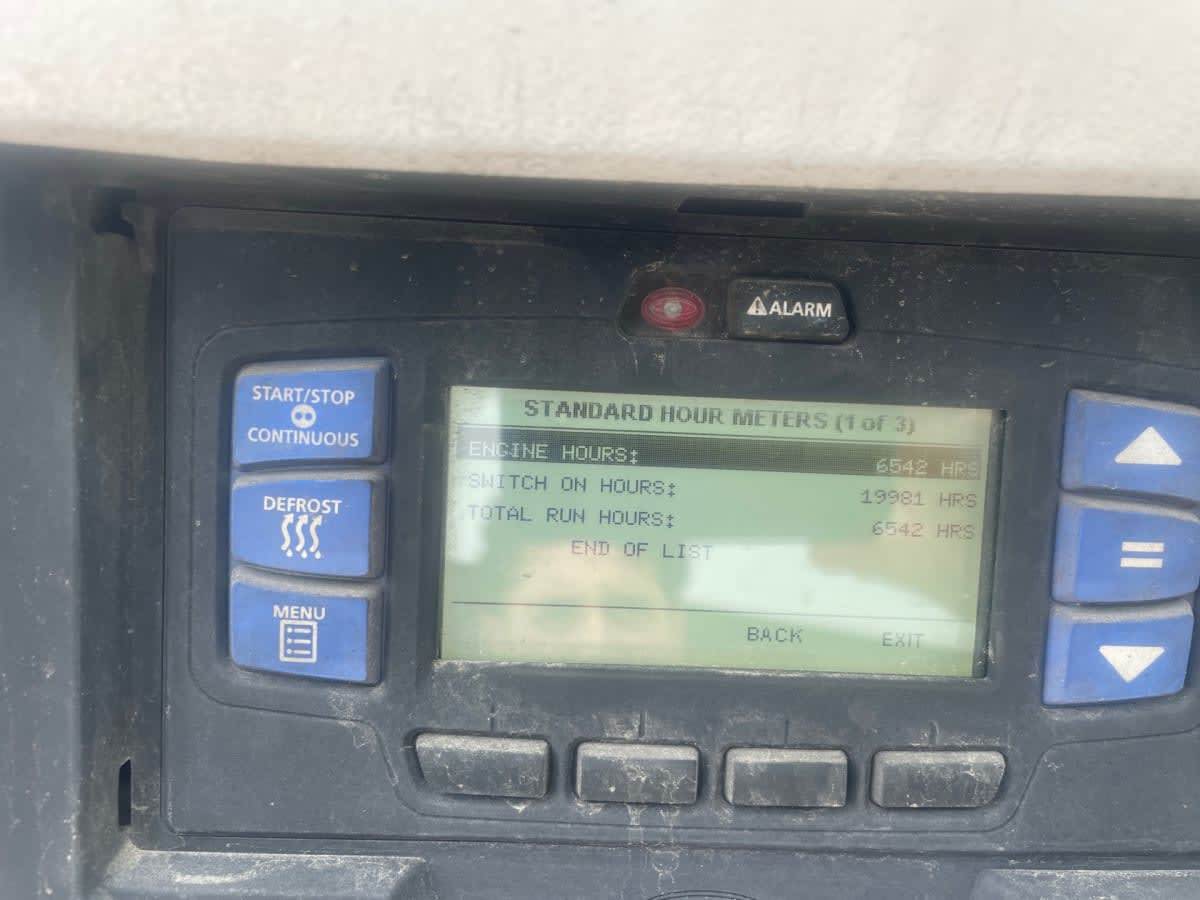 ALARM
START/STOP
CONTINUOUS
DEFROST
MENU
STANDARD HOUR METERS (1 of 3)
ENGINE HOURS: 6542 HRS
SWITCH ON HOURS: 19981 HRS
TOTAL RUN HOURS: 6542 HRS
END OF LIST
BACK EXIT
=